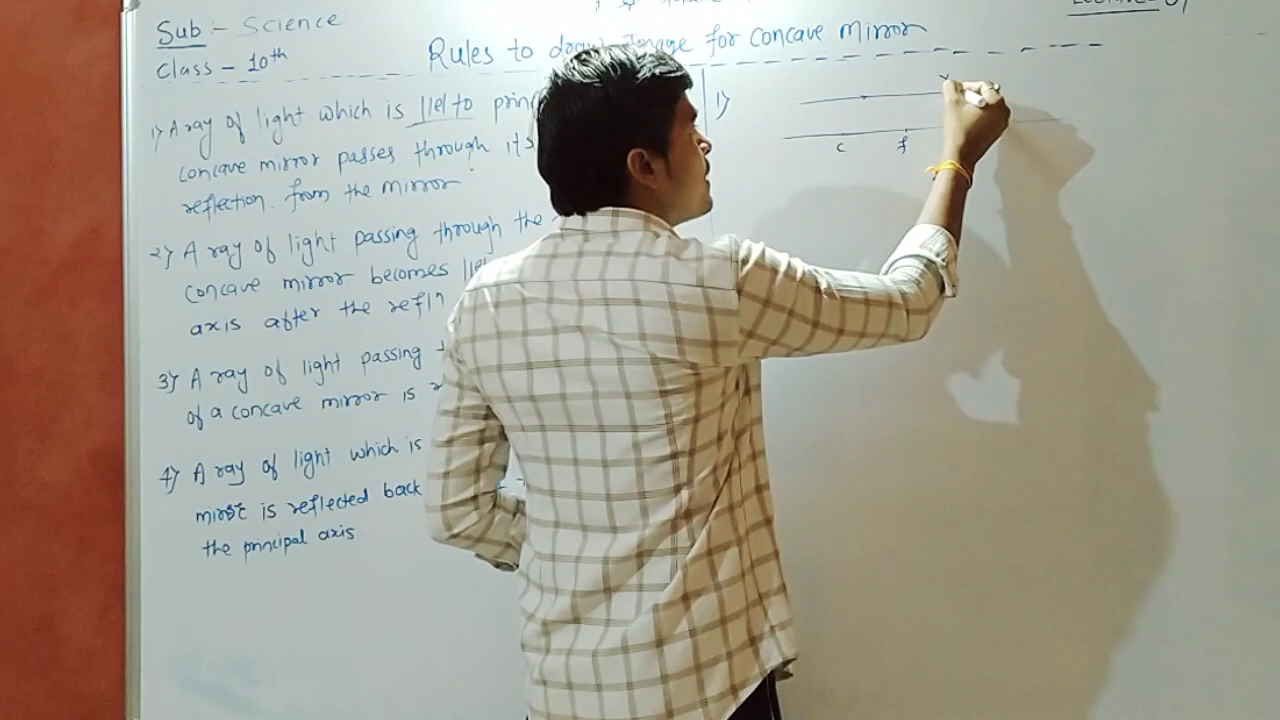 Sub:- Science
Class - 10th
Rules to draw Image for concave mirror
1) A ray of light which is ||el to
concave mirror passes through its
reflection. from the mirror
2) A ray of light passing through the
concave mirror becomes ||el
axis after the
3) A ray of light passing
of a concave mirror is
4) A ray of light which is
is reflected back
the principal axis
1)
c f